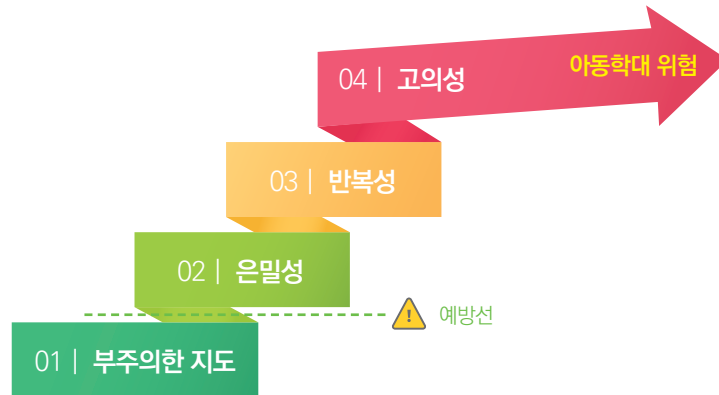 04 | 고의성
아동학대 위험
03 | 반복성
02 | 은밀성
예방선
01 | 부주의한 지도